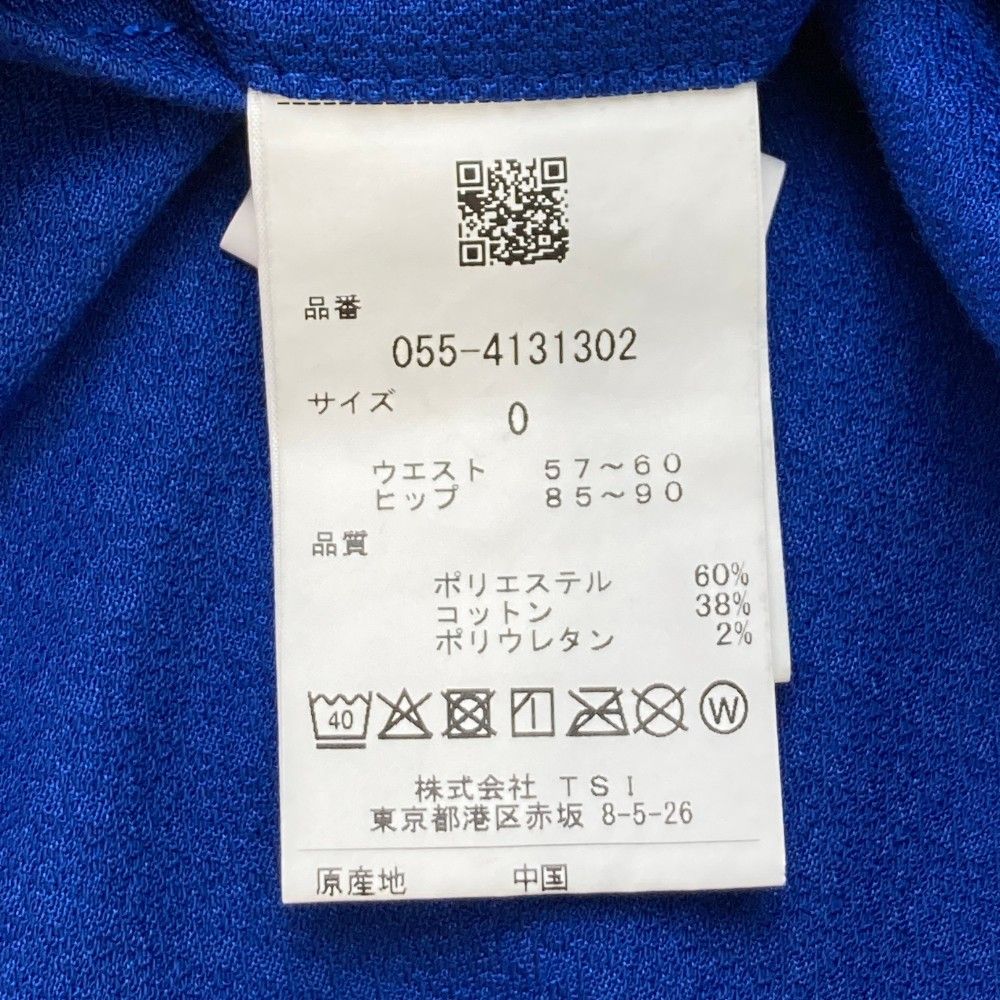 品番
055-4131302
サイズ
0
ウエスト 57～60
ヒップ 85～90
品質
ポリエステル 60%
コットン 38%
ポリウレタン 2%
40 W
株式会社 TSI
東京都港区赤坂 8-5-26
原産地 中国